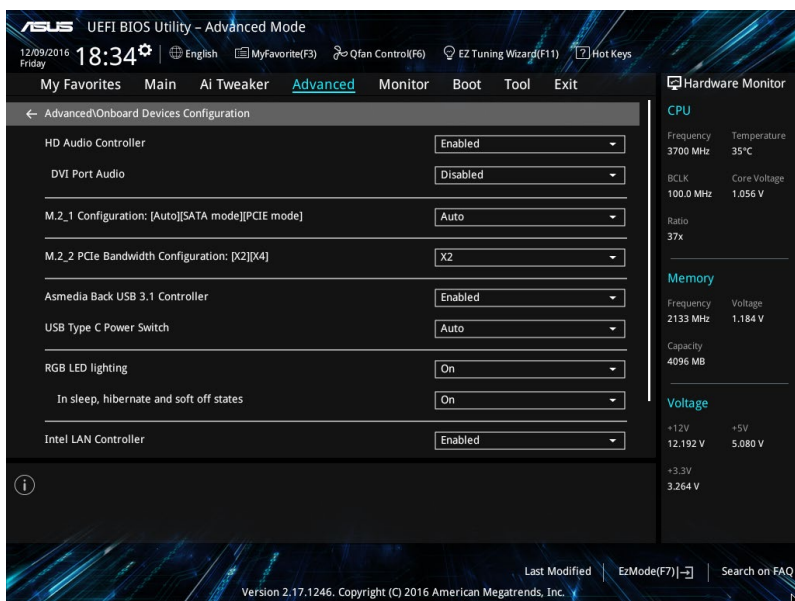 ASUS UEFI BIOS Utility – Advanced Mode
12/09/2016 Friday 18:34 English MyFavorite(F3) Qfan Control(F6) EZ Tuning Wizard(F11) ? Hot Keys
My Favorites Main Ai Tweaker Advanced Monitor Boot Tool Exit
← Advanced\Onboard Devices Configuration
HD Audio Controller Enabled
DVI Port Audio Disabled
M.2_1 Configuration: [Auto][SATA mode][PCIE mode] Auto
M.2_2 PCIe Bandwidth Configuration: [X2][X4] X2
Asmedia Back USB 3.1 Controller Enabled
USB Type C Power Switch Auto
RGB LED lighting On
In sleep, hibernate and soft off states On
Intel LAN Controller Enabled
i
Hardware Monitor
CPU
Frequency Temperature
3700 MHz 35°C
BCLK Core Voltage
100.0 MHz 1.056 V
Ratio
37x
Memory
Frequency Voltage
2133 MHz 1.184 V
Capacity
4096 MB
Voltage
+12V +5V
12.192 V 5.080 V
+3.3V
3.264 V
Last Modified EzMode(F7) Search on FAQ
Version 2.17.1246. Copyright (C) 2016 American Megatrends, Inc.